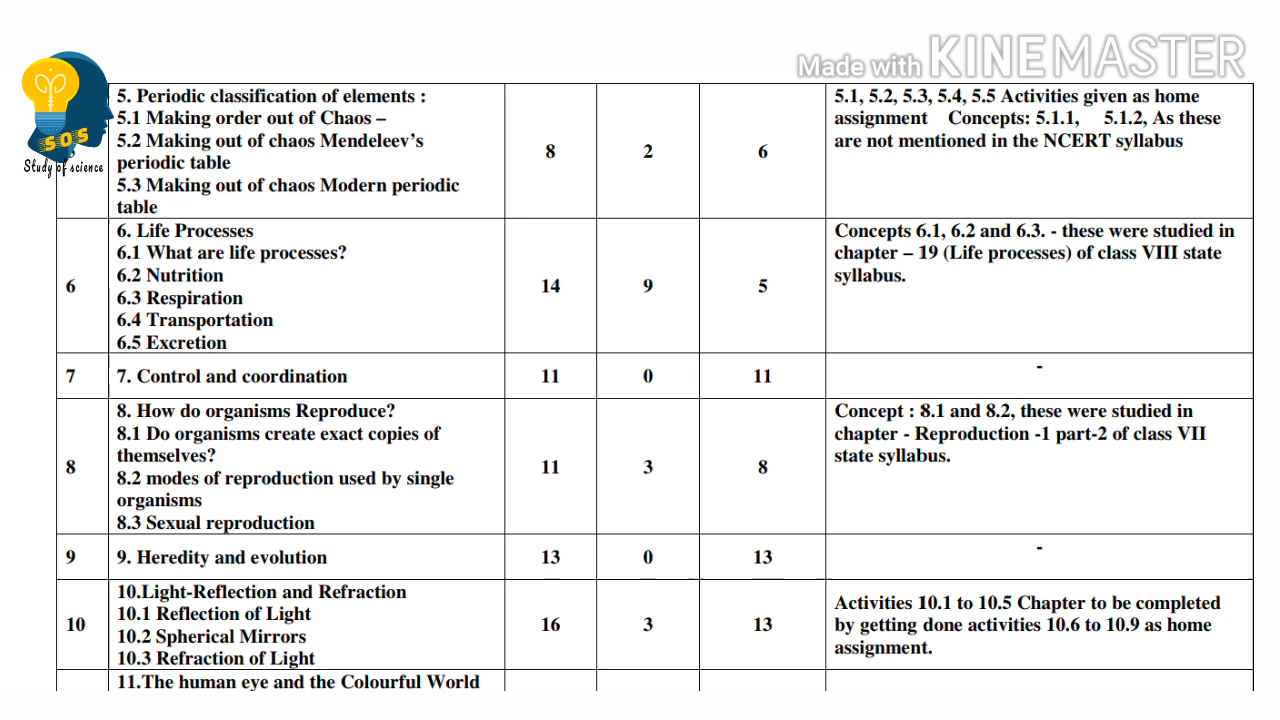 Made with KINEMASTER
SOS
Study of science
5. Periodic classification of elements :
5.1 Making order out of Chaos –
5.2 Making out of chaos Mendeleev's
periodic table
5.3 Making out of chaos Modern periodic
table
8
2
6
5.1, 5.2, 5.3, 5.4, 5.5 Activities given as home
assignment Concepts: 5.1.1, 5.1.2, As these
are not mentioned in the NCERT syllabus
6
6. Life Processes
6.1 What are life processes?
6.2 Nutrition
6.3 Respiration
6.4 Transportation
6.5 Excretion
14
9
5
Concepts 6.1, 6.2 and 6.3. - these were studied in
chapter – 19 (Life processes) of class VIII state
syllabus.
7
7. Control and coordination
11
0
11
-
8
8. How do organisms Reproduce?
8.1 Do organisms create exact copies of
themselves?
8.2 modes of reproduction used by single
organisms
8.3 Sexual reproduction
11
3
8
Concept : 8.1 and 8.2, these were studied in
chapter - Reproduction -1 part-2 of class VII
state syllabus.
9
9. Heredity and evolution
13
0
13
-
10
10.Light-Reflection and Refraction
10.1 Reflection of Light
10.2 Spherical Mirrors
10.3 Refraction of Light
16
3
13
Activities 10.1 to 10.5 Chapter to be completed
by getting done activities 10.6 to 10.9 as home
assignment.
11.The human eye and the Colourful World